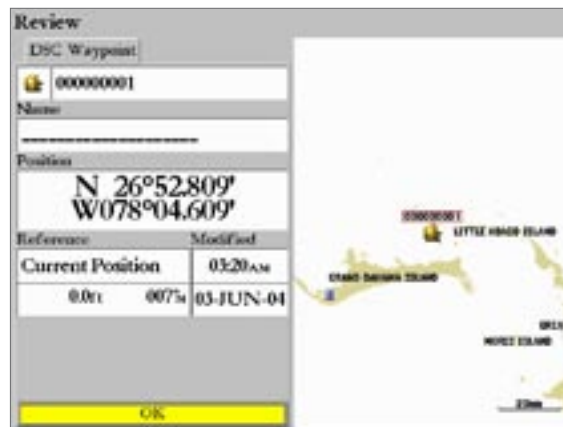 Review
DSC Waypoint
000000001
Name
--------------------
Position
N 26°52.809'
W078°04.609'
Reference Modified
Current Position 03:20AM
0.0ft 007°M 03-JUN-04
OK
000000001
LITTLE ABACO ISLAND
GRAND BAHAMA ISLAND
MORES ISLAND
20nm